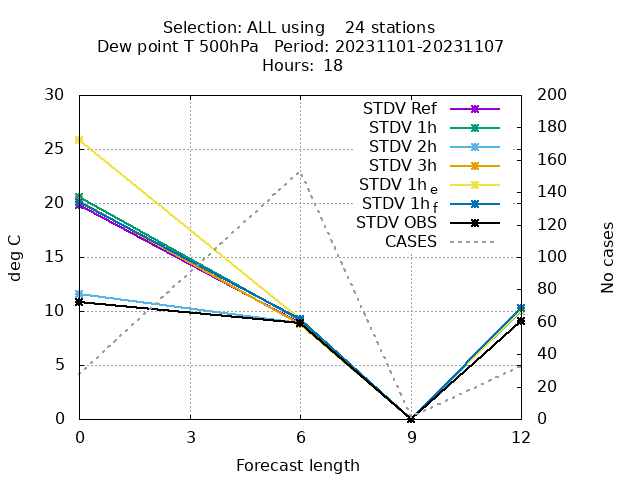 Selection: ALL using    24 stations
Dew point T 500hPa   Period: 20231101-20231107
Hours: 18
30
25
20
15
10
5
0
deg C
200
180
160
140
120
100
80
60
40
20
0
No cases
STDV Ref
STDV 1h
STDV 2h
STDV 3h
STDV 1h e
STDV 1h f
STDV OBS
CASES
0 3 6 9 12
Forecast length